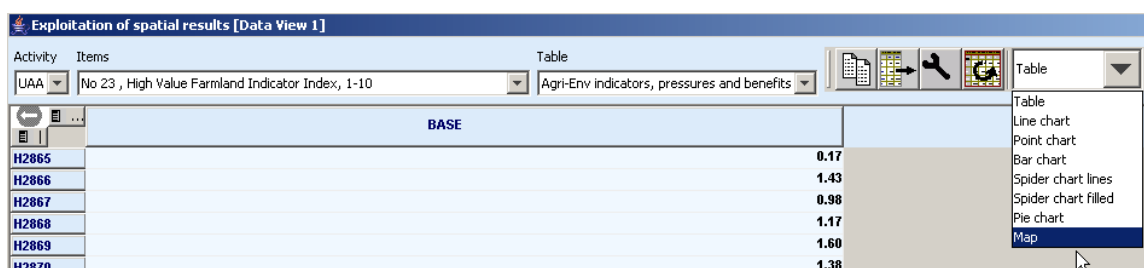 Exploitation of spatial results [Data View 1]
Activity Items Table
UAA No 23 , High Value Farmland Indicator Index, 1-10 Agri-Env indicators, pressures and benefits Table
Table
Line chart
Point chart
Bar chart
Spider chart lines
Spider chart filled
Pie chart
Map
...
BASE
H2865 0.17
H2866 1.43
H2867 0.98
H2868 1.17
H2869 1.60
H2870 1.38